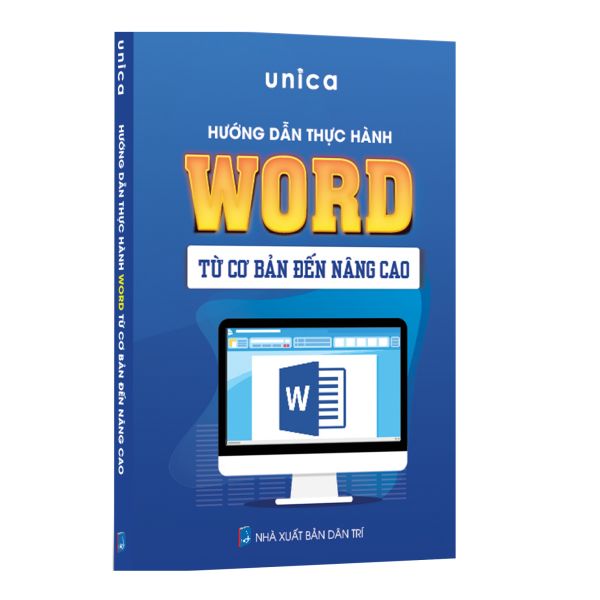 unica
HƯỚNG DẪN THỰC HÀNH
WORD
TỪ CƠ BẢN ĐẾN NÂNG CAO
W
NHÀ XUẤT BẢN DÂN TRÍ
unica
HƯỚNG DẪN THỰC HÀNH WORD TỪ CƠ BẢN ĐẾN NÂNG CAO